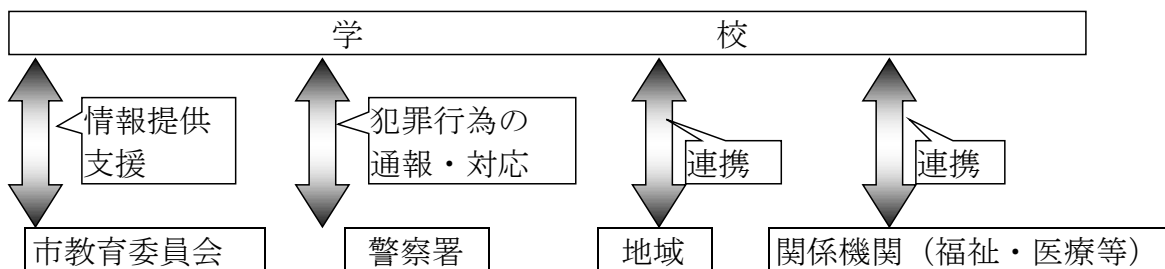 学　校
情報提供
支援
犯罪行為の
通報・対応
連携
連携
市教育委員会
警察署
地域
関係機関（福祉・医療等）